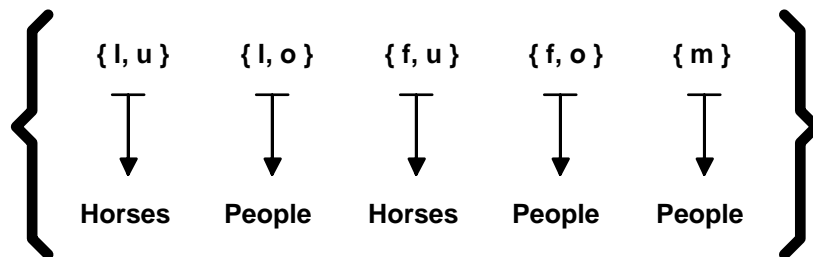 { l, u } { l, o } { f, u } { f, o } { m }
Horses People Horses People People